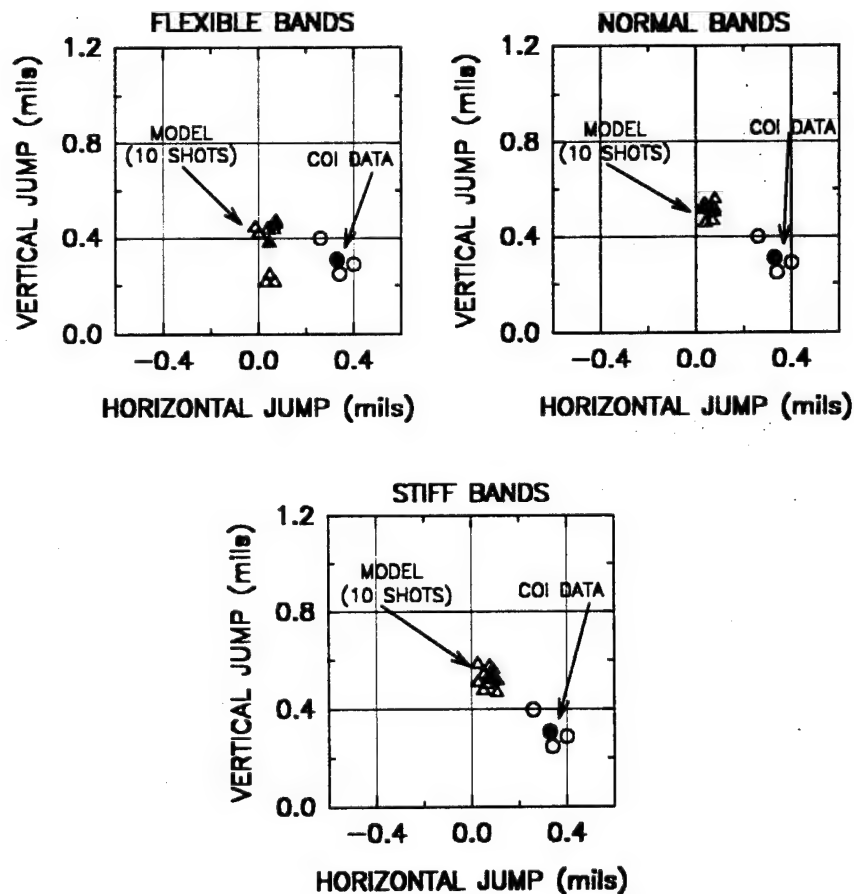 FLEXIBLE BANDS
VERTICAL JUMP (mils)
1.2
0.8
0.4
0.0
MODEL
(10 SHOTS)
COI DATA
−0.4 0.0 0.4
HORIZONTAL JUMP (mils)
NORMAL BANDS
VERTICAL JUMP (mils)
1.2
0.8
0.4
0.0
MODEL
(10 SHOTS)
COI DATA
−0.4 0.0 0.4
HORIZONTAL JUMP (mils)
STIFF BANDS
VERTICAL JUMP (mils)
1.2
0.8
0.4
0.0
MODEL
(10 SHOTS)
COI DATA
−0.4 0.0 0.4
HORIZONTAL JUMP (mils)